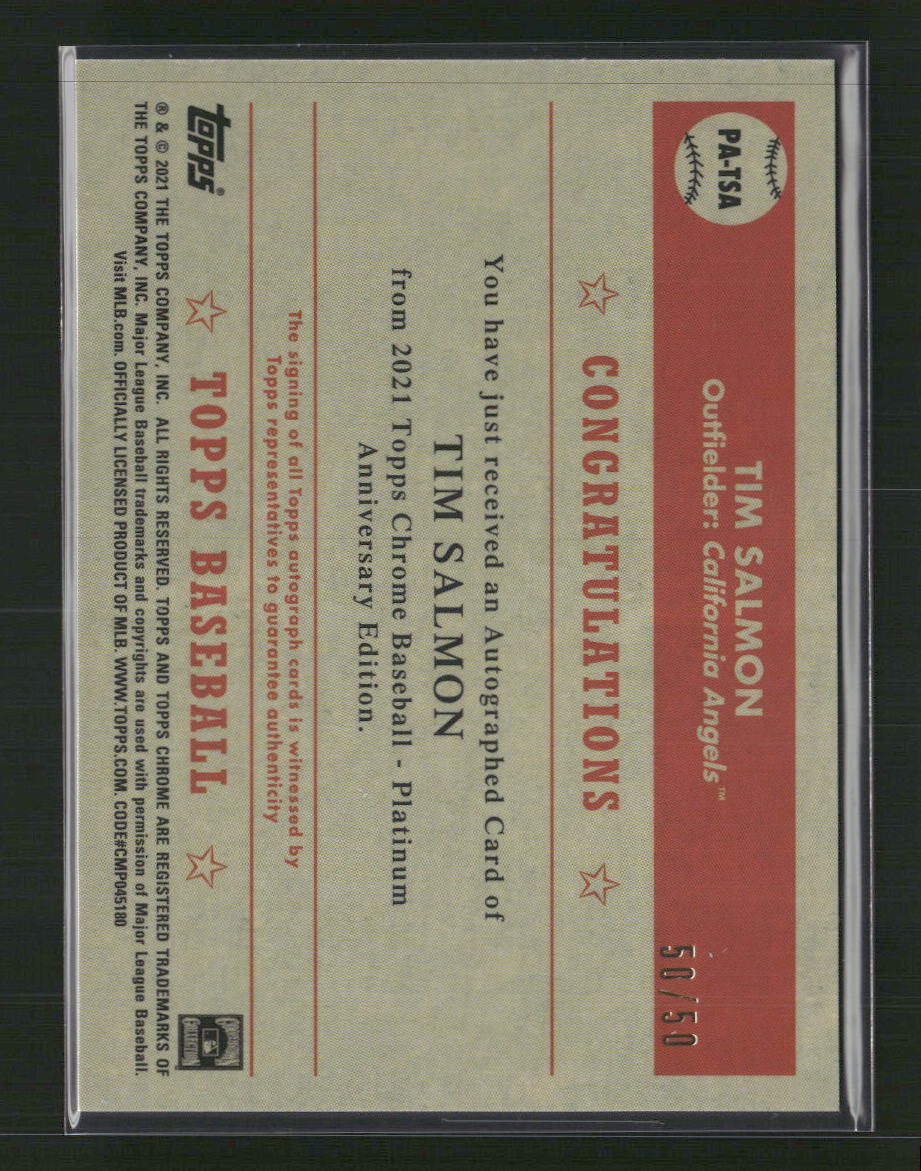 PA-TSA
TIM SALMON
Outfielder: California Angels™
50/50
☆ CONGRATULATIONS ☆
You have just received an Autographed Card of
TIM SALMON
from 2021 Topps Chrome Baseball - Platinum
Anniversary Edition.
The signing of all Topps autograph cards is witnessed by
Topps representatives to guarantee authenticity
topps®
☆ TOPPS BASEBALL ☆
COOPERSTOWN
COLLECTION
® & © 2021 THE TOPPS COMPANY, INC. ALL RIGHTS RESERVED. TOPPS AND TOPPS CHROME ARE REGISTERED TRADEMARKS OF
THE TOPPS COMPANY, INC. Major League Baseball trademarks and copyrights are used with permission of Major League Baseball.
Visit MLB.com. OFFICIALLY LICENSED PRODUCT OF MLB. WWW.TOPPS.COM. CODE#CMP045180